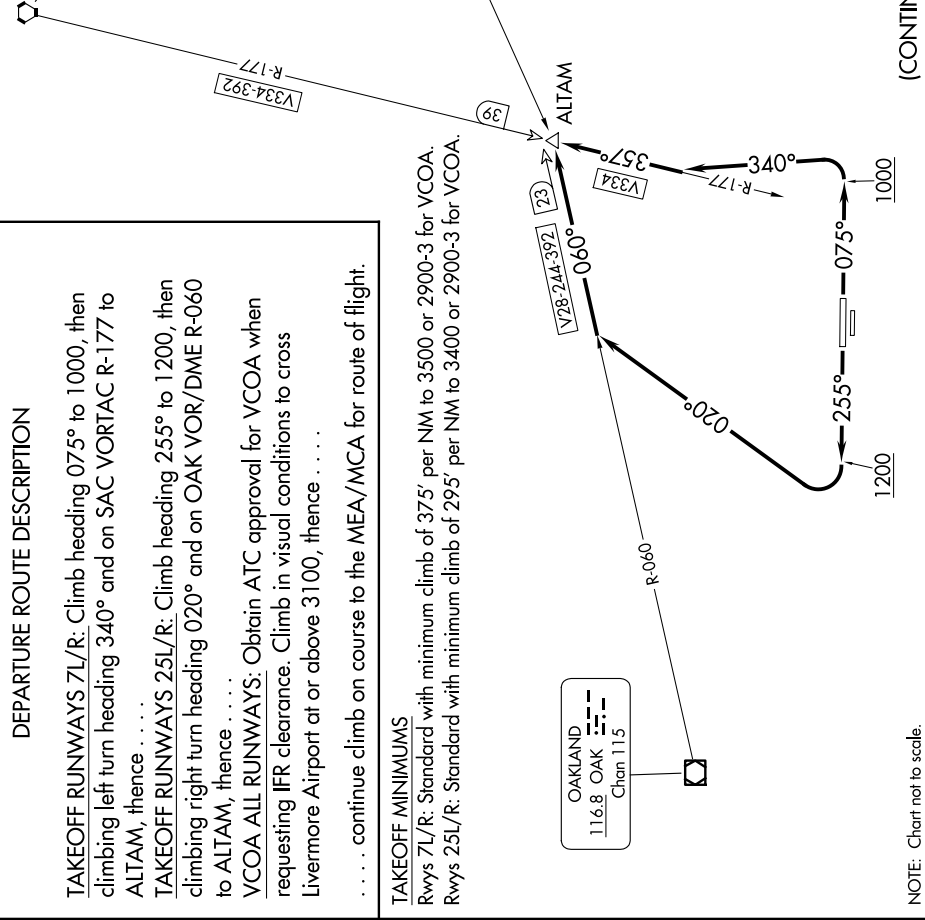 DEPARTURE ROUTE DESCRIPTION
TAKEOFF RUNWAYS 7L/R: Climb heading 075° to 1000, then
climbing left turn heading 340° and on SAC VORTAC R-177 to
ALTAM, thence . . . .
TAKEOFF RUNWAYS 25L/R: Climb heading 255° to 1200, then
climbing right turn heading 020° and on OAK VOR/DME R-060
to ALTAM, thence . . . .
VCOA ALL RUNWAYS: Obtain ATC approval for VCOA when
requesting IFR clearance. Climb in visual conditions to cross
Livermore Airport at or above 3100, thence . . . .
. . . . continue climb on course to the MEA/MCA for route of flight.
TAKEOFF MINIMUMS
Rwys 7L/R: Standard with minimum climb of 375' per NM to 3500 or 2900-3 for VCOA.
Rwys 25L/R: Standard with minimum climb of 295' per NM to 3400 or 2900-3 for VCOA.
R-177
V334-392
39
ALTAM
23
V28-244-392
060°
357°
V334
R-177
340°
020°
R-060
OAKLAND
116.8 OAK
Chan 115
255°
075°
1200
1000
NOTE: Chart not to scale.
(CONTIN